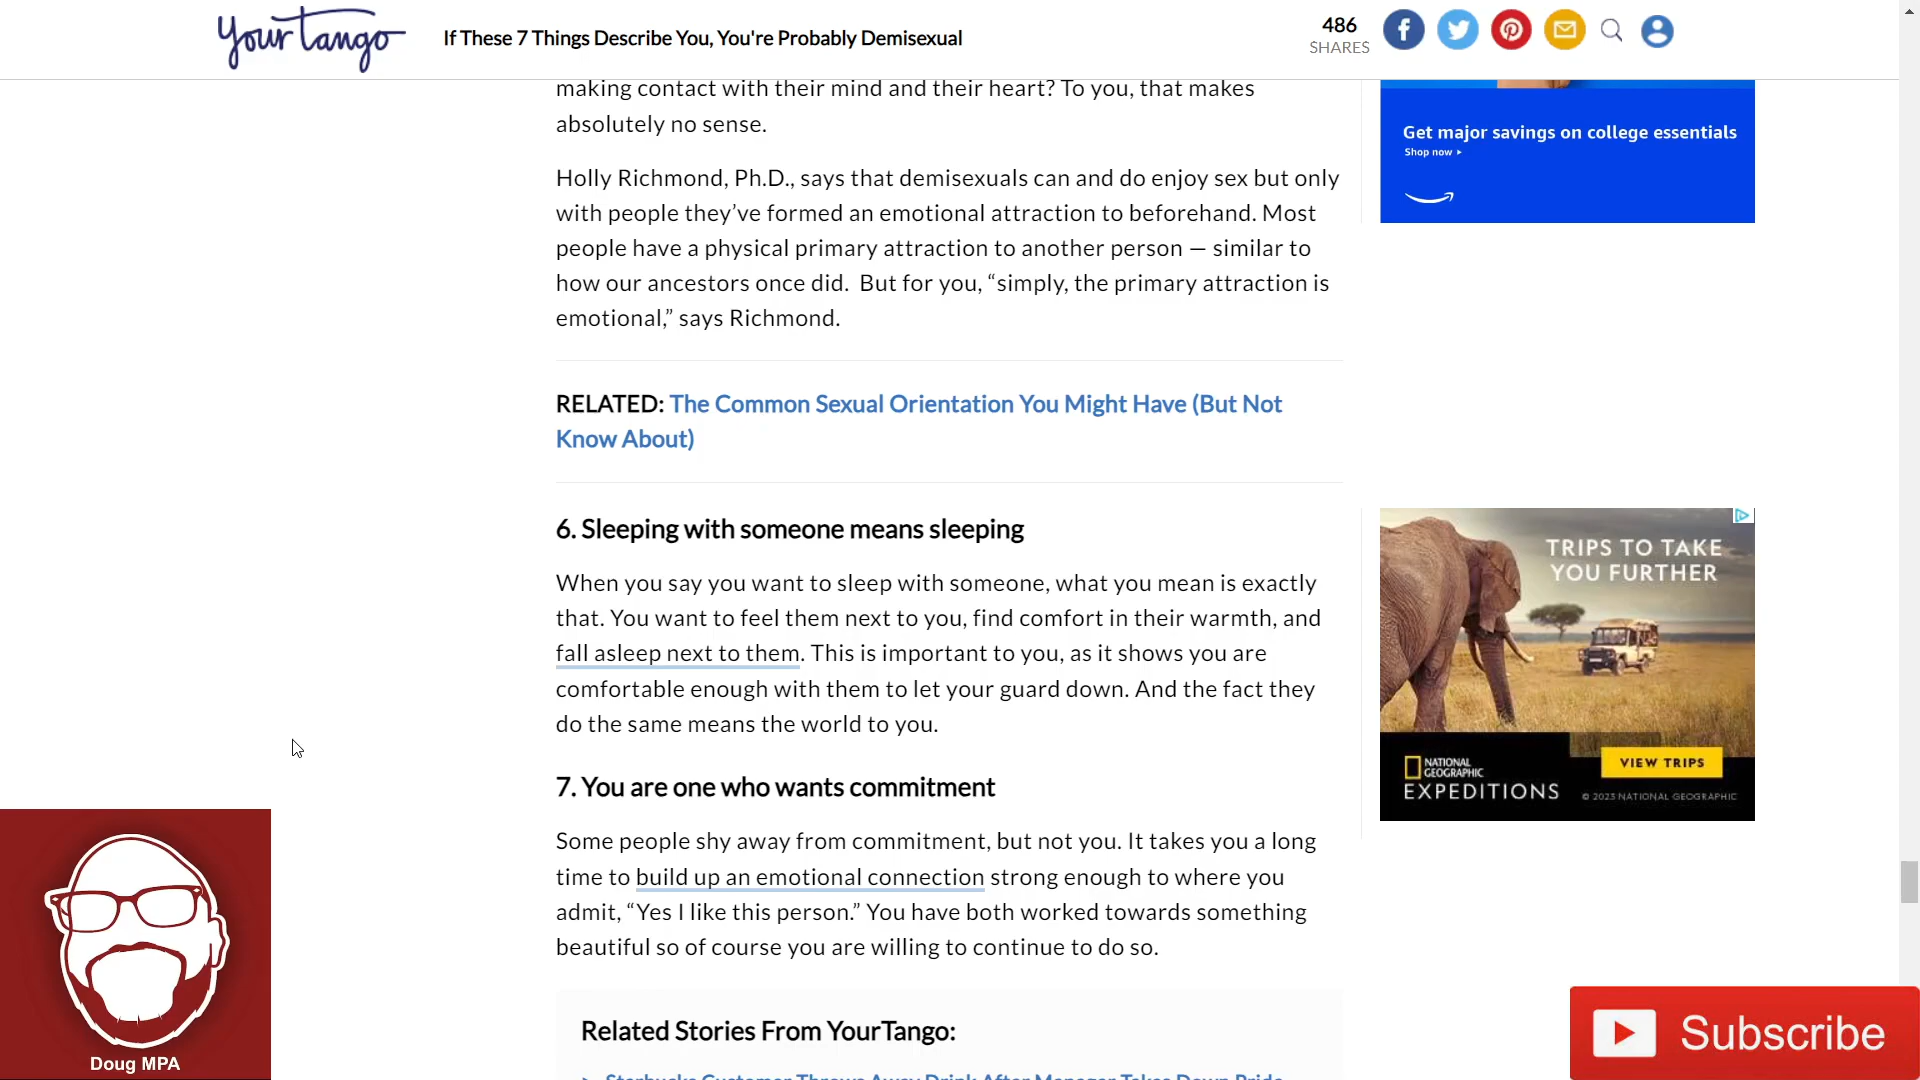 YourTango
If These 7 Things Describe You, You're Probably Demisexual
486
SHARES
making contact with their mind and their heart? To you, that makes
absolutely no sense.
Holly Richmond, Ph.D., says that demisexuals can and do enjoy sex but only
with people they’ve formed an emotional attraction to beforehand. Most
people have a physical primary attraction to another person — similar to
how our ancestors once did. But for you, “simply, the primary attraction is
emotional,” says Richmond.
RELATED: The Common Sexual Orientation You Might Have (But Not
Know About)
6. Sleeping with someone means sleeping
When you say you want to sleep with someone, what you mean is exactly
that. You want to feel them next to you, find comfort in their warmth, and
fall asleep next to them. This is important to you, as it shows you are
comfortable enough with them to let your guard down. And the fact they
do the same means the world to you.
7. You are one who wants commitment
Some people shy away from commitment, but not you. It takes you a long
time to build up an emotional connection strong enough to where you
admit, “Yes I like this person.” You have both worked towards something
beautiful so of course you are willing to continue to do so.
Related Stories From YourTango:
Starbucks Customer Throws Away Drink After Manager Takes Down Pride
Get major savings on college essentials
Shop now
TRIPS TO TAKE
YOU FURTHER
NATIONAL
GEOGRAPHIC
EXPEDITIONS
VIEW TRIPS
© 2023 NATIONAL GEOGRAPHIC
Doug MPA
Subscribe